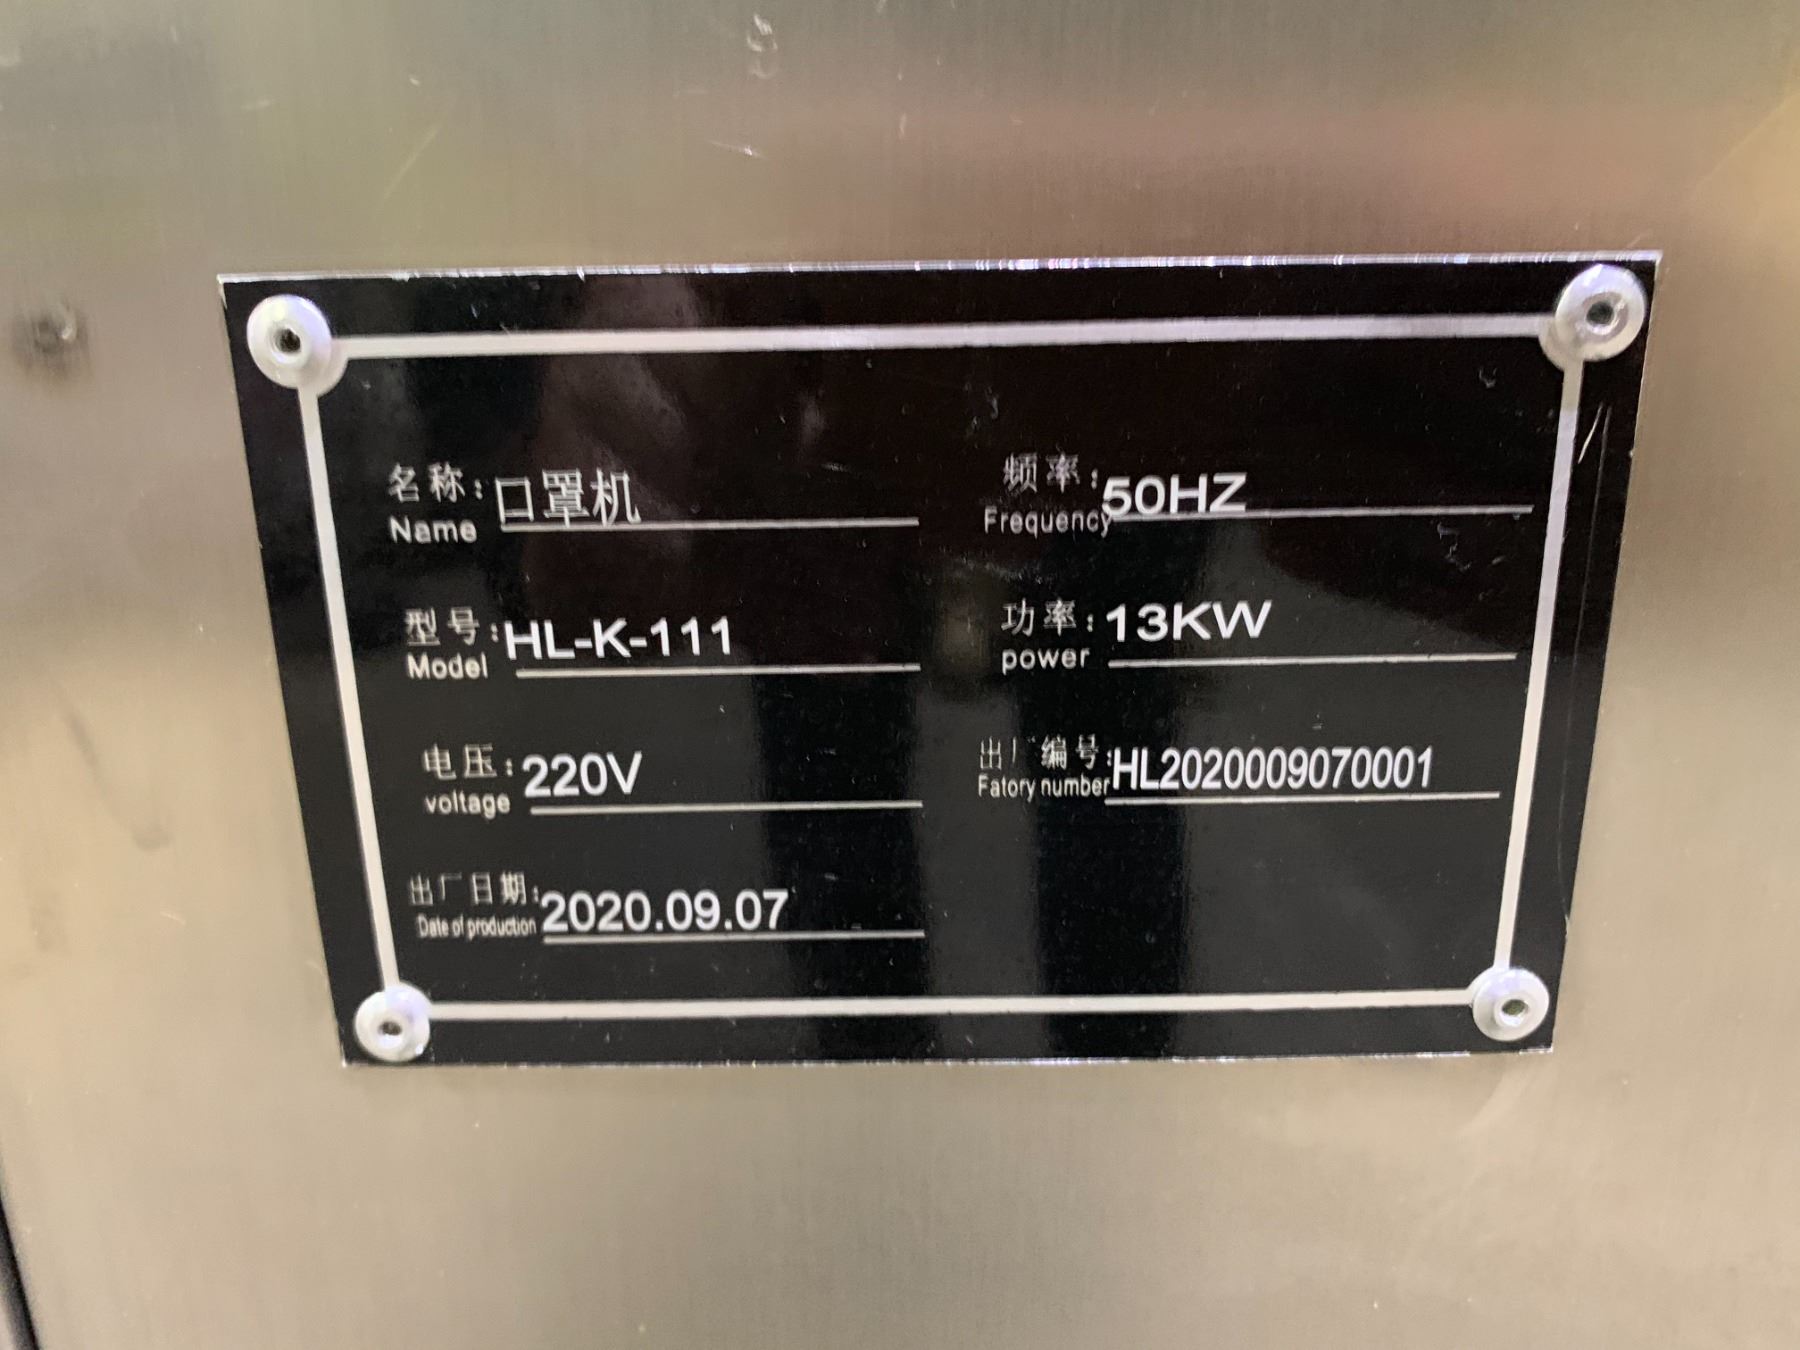 名称: 口罩机
Name
频率: 50HZ
Frequency
型号: HL-K-111
Model
功率: 13KW
power
电压: 220V
voltage
出厂编号: HL2020009070001
Fatory number
出厂日期: 2020.09.07
Date of production